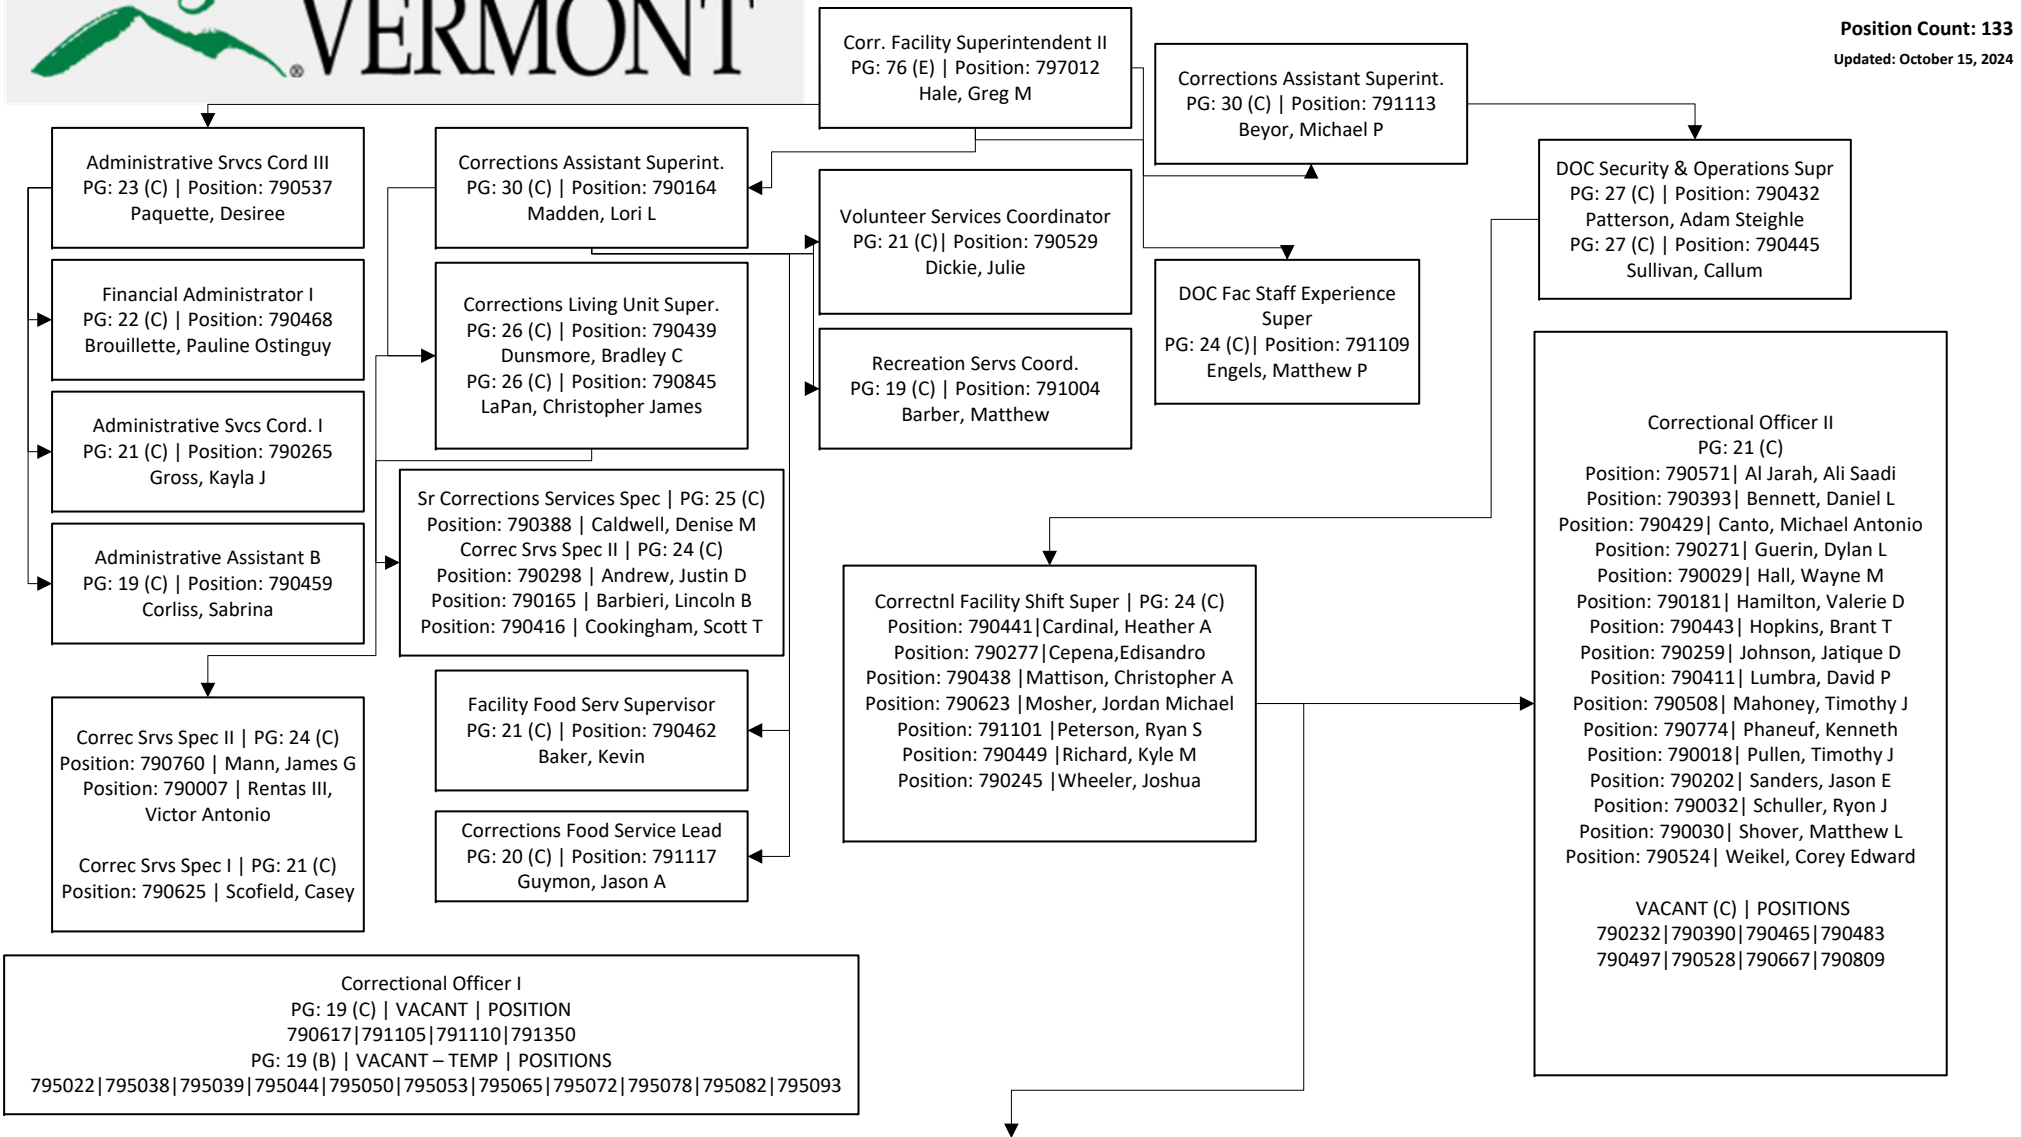 VERMONT
®
Position Count: 133
Updated: October 15, 2024
Corr. Facility Superintendent II
PG: 76 (E) | Position: 797012
Hale, Greg M
Corrections Assistant Superint.
PG: 30 (C) | Position: 791113
Beyor, Michael P
Administrative Srvcs Cord III
PG: 23 (C) | Position: 790537
Paquette, Desiree
Corrections Assistant Superint.
PG: 30 (C) | Position: 790164
Madden, Lori L
Volunteer Services Coordinator
PG: 21 (C)| Position: 790529
Dickie, Julie
DOC Security & Operations Supr
PG: 27 (C) | Position: 790432
Patterson, Adam Steighle
PG: 27 (C) | Position: 790445
Sullivan, Callum
Financial Administrator I
PG: 22 (C) | Position: 790468
Brouillette, Pauline Ostinguy
Corrections Living Unit Super.
PG: 26 (C) | Position: 790439
Dunsmore, Bradley C
PG: 26 (C) | Position: 790845
LaPan, Christopher James
DOC Fac Staff Experience
Super
PG: 24 (C)| Position: 791109
Engels, Matthew P
Recreation Servs Coord.
PG: 19 (C) | Position: 791004
Barber, Matthew
Administrative Svcs Cord. I
PG: 21 (C) | Position: 790265
Gross, Kayla J
Sr Corrections Services Spec | PG: 25 (C)
Position: 790388 | Caldwell, Denise M
Correc Srvs Spec II | PG: 24 (C)
Position: 790298 | Andrew, Justin D
Position: 790165 | Barbieri, Lincoln B
Position: 790416 | Cookingham, Scott T
Administrative Assistant B
PG: 19 (C) | Position: 790459
Corliss, Sabrina
Correctnl Facility Shift Super | PG: 24 (C)
Position: 790441|Cardinal, Heather A
Position: 790277|Cepena,Edisandro
Position: 790438 |Mattison, Christopher A
Position: 790623 |Mosher, Jordan Michael
Position: 791101 |Peterson, Ryan S
Position: 790449 |Richard, Kyle M
Position: 790245 |Wheeler, Joshua
Correctional Officer II
PG: 21 (C)
Position: 790571| Al Jarah, Ali Saadi
Position: 790393| Bennett, Daniel L
Position: 790429| Canto, Michael Antonio
Position: 790271| Guerin, Dylan L
Position: 790029| Hall, Wayne M
Position: 790181| Hamilton, Valerie D
Position: 790443| Hopkins, Brant T
Position: 790259| Johnson, Jatique D
Position: 790411| Lumbra, David P
Position: 790508| Mahoney, Timothy J
Position: 790774| Phaneuf, Kenneth
Position: 790018| Pullen, Timothy J
Position: 790202| Sanders, Jason E
Position: 790032| Schuller, Ryon J
Position: 790030| Shover, Matthew L
Position: 790524| Weikel, Corey Edward
VACANT (C) | POSITIONS
790232|790390|790465|790483
790497|790528|790667|790809
Facility Food Serv Supervisor
PG: 21 (C) | Position: 790462
Baker, Kevin
Correc Srvs Spec II | PG: 24 (C)
Position: 790760 | Mann, James G
Position: 790007 | Rentas III,
Victor Antonio
Correc Srvs Spec I | PG: 21 (C)
Position: 790625 | Scofield, Casey
Corrections Food Service Lead
PG: 20 (C) | Position: 791117
Guymon, Jason A
Correctional Officer I
PG: 19 (C) | VACANT | POSITION
790617|791105|791110|791350
PG: 19 (B) | VACANT – TEMP | POSITIONS
795022|795038|795039|795044|795050|795053|795065|795072|795078|795082|795093